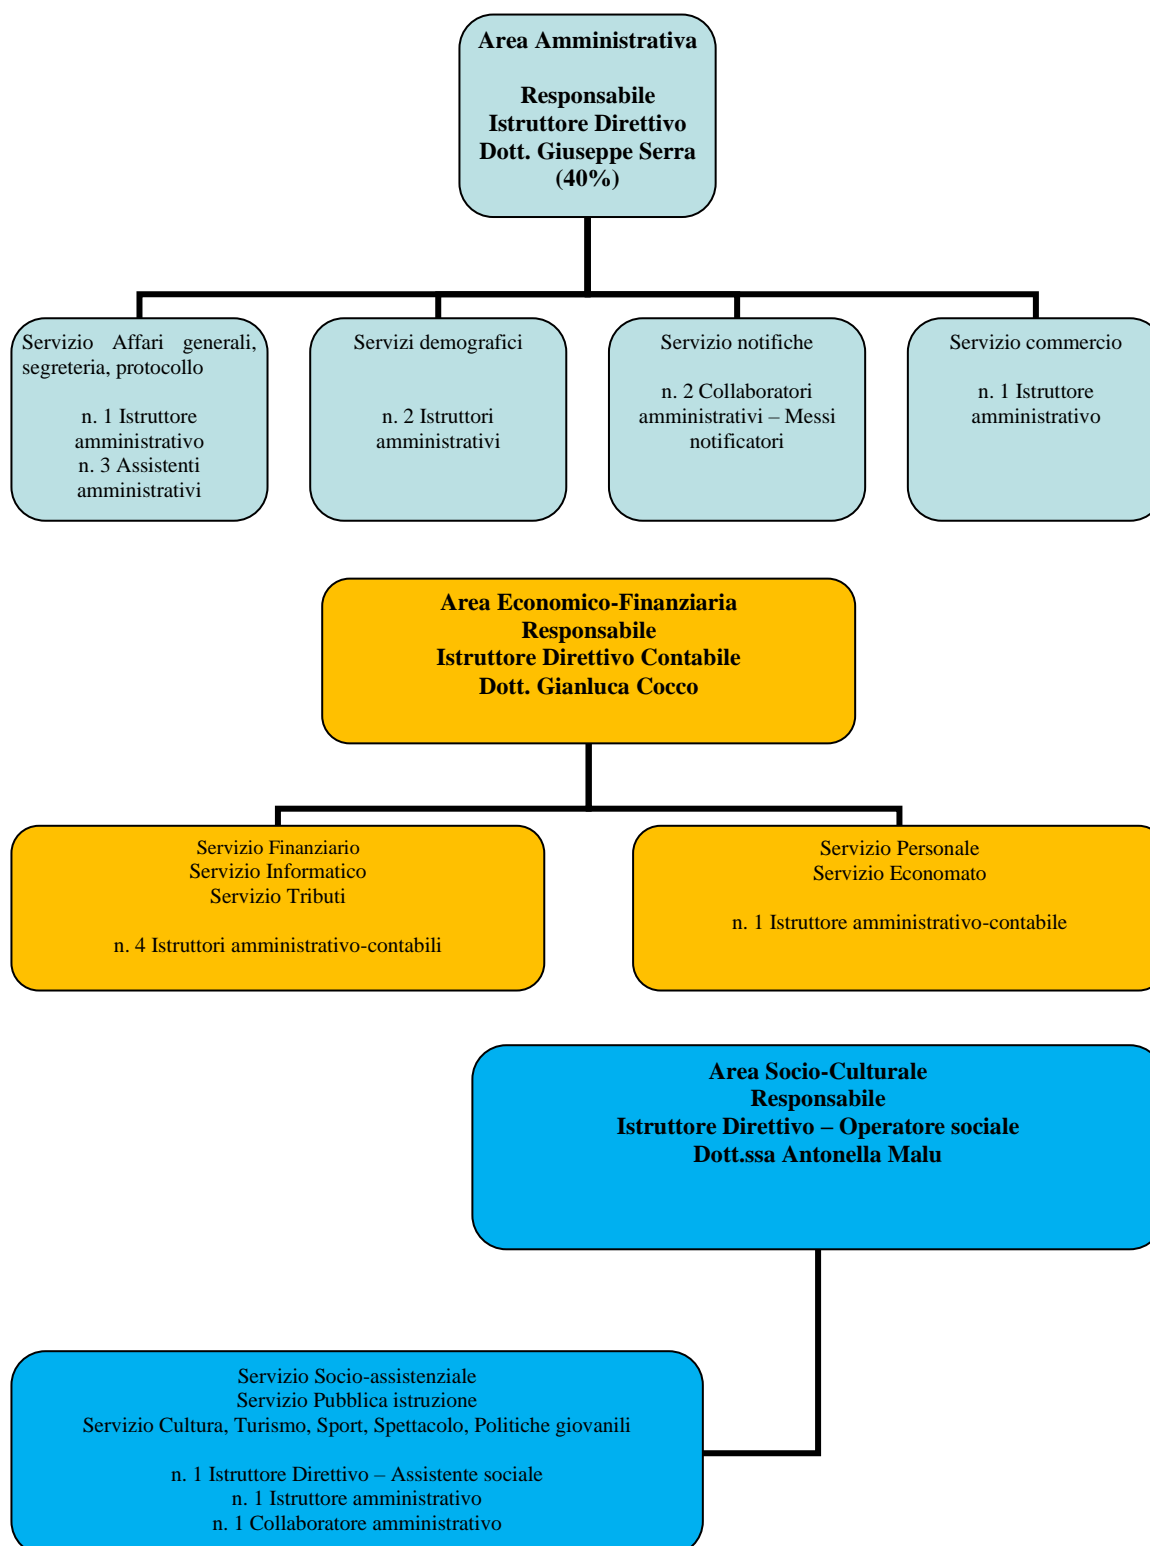 Area Amministrativa
Responsabile
Istruttore Direttivo
Dott. Giuseppe Serra
(40%)
Servizio Affari generali,
segreteria, protocollo
n. 1 Istruttore
amministrativo
n. 3 Assistenti
amministrativi
Servizi demografici
n. 2 Istruttori
amministrativi
Servizio notifiche
n. 2 Collaboratori
amministrativi – Messi
notificatori
Servizio commercio
n. 1 Istruttore
amministrativo
Area Economico-Finanziaria
Responsabile
Istruttore Direttivo Contabile
Dott. Gianluca Cocco
Servizio Finanziario
Servizio Informatico
Servizio Tributi
n. 4 Istruttori amministrativo-contabili
Servizio Personale
Servizio Economato
n. 1 Istruttore amministrativo-contabile
Area Socio-Culturale
Responsabile
Istruttore Direttivo – Operatore sociale
Dott.ssa Antonella Malu
Servizio Socio-assistenziale
Servizio Pubblica istruzione
Servizio Cultura, Turismo, Sport, Spettacolo, Politiche giovanili
n. 1 Istruttore Direttivo – Assistente sociale
n. 1 Istruttore amministrativo
n. 1 Collaboratore amministrativo